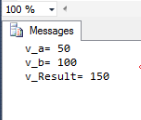 100 %
Messages
v_a= 50
v_b= 100
v_Result= 150